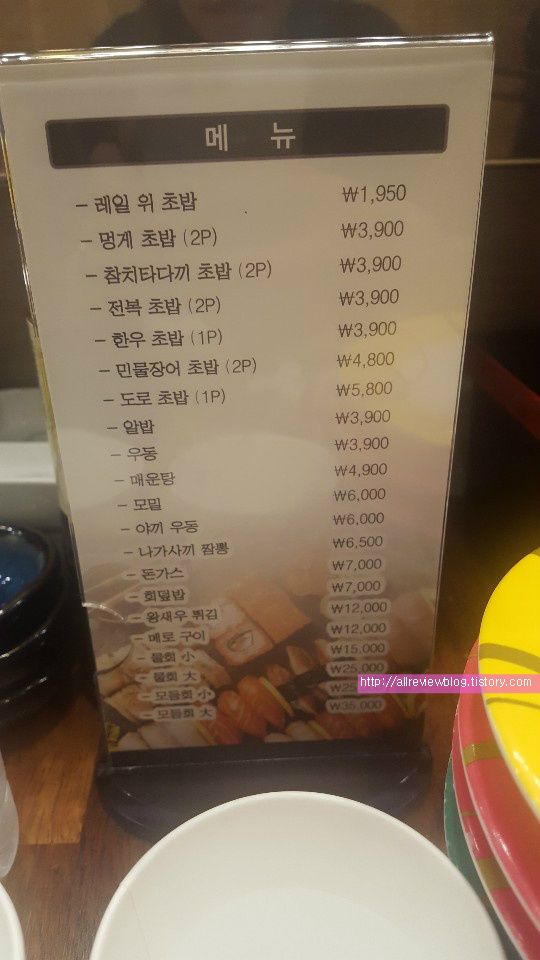 메 뉴
- 레일 위 초밥 ₩1,950
- 멍게 초밥 (2P) ₩3,900
- 참치타다끼 초밥 (2P) ₩3,900
- 전복 초밥 (2P) ₩3,900
- 한우 초밥 (1P) ₩3,900
- 민물장어 초밥 (2P) ₩4,800
- 도로 초밥 (1P) ₩5,800
- 알밥 ₩3,900
- 우동 ₩3,900
- 매운탕 ₩4,900
- 모밀 ₩6,000
- 야끼 우동 ₩6,000
- 나가사끼 짬뽕 ₩6,500
- 돈가스 ₩7,000
- 회덮밥 ₩7,000
- 왕새우 튀김 ₩12,000
- 메로 구이 ₩12,000
- 물회 小 ₩15,000
- 물회 大 ₩25,000
- 모듬회 小
- 모듬회 大 ₩35,000
http://allreviewblog.tistory.com